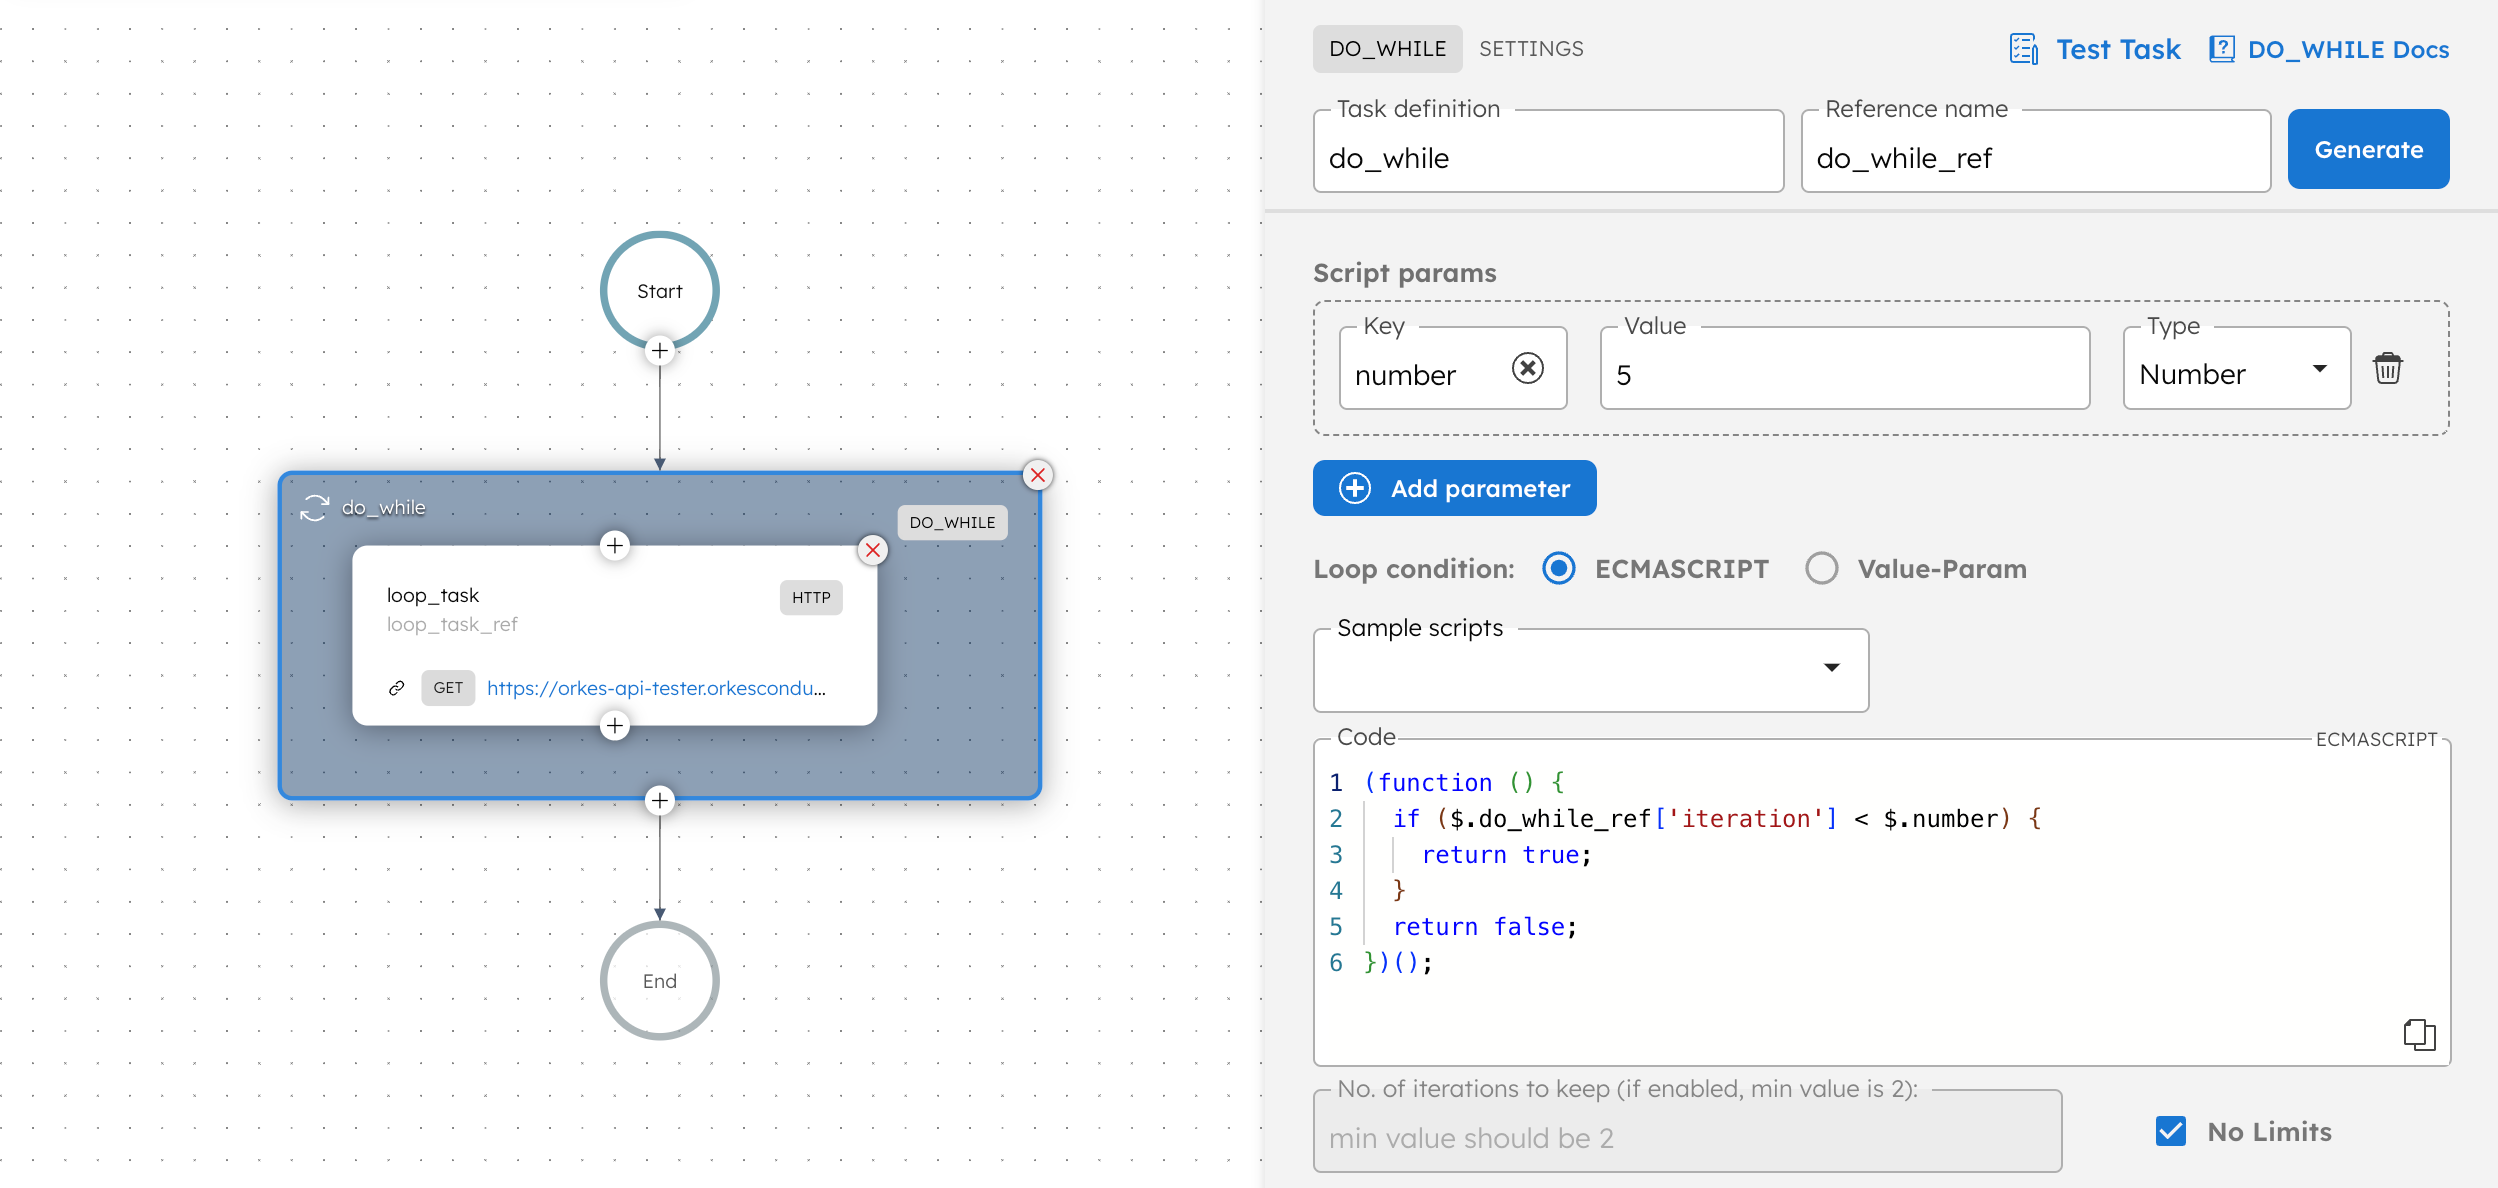 Start
do_while
DO_WHILE
loop_task
loop_task_ref
HTTP
GET
https://orkes-api-tester.orkescondu...
End
DO_WHILE
SETTINGS
Test Task
DO_WHILE Docs
Task definition
do_while
Reference name
do_while_ref
Generate
Script params
Key
number
Value
5
Type
Number
Add parameter
Loop condition:
ECMASCRIPT
Value-Param
Sample scripts
Code
ECMASCRIPT
1 (function () {
2   if ($.do_while_ref['iteration'] < $.number) {
3     return true;
4   }
5   return false;
6 })();
No. of iterations to keep (if enabled, min value is 2):
min value should be 2
No Limits